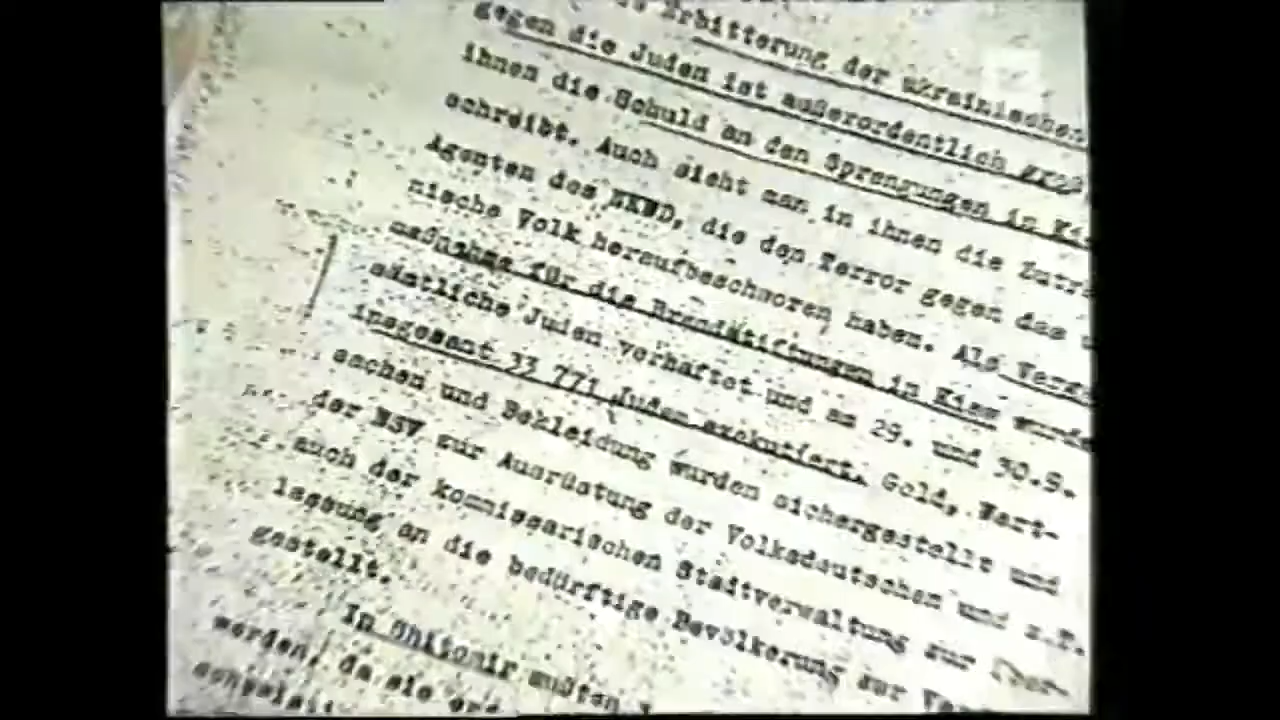 Erbitterung der ukrainischen
gegen die Juden ist außerordentlich groß
ihnen die Schuld an den Sprengungen in
schreibt. Auch sieht man in ihnen die
Agenten des NKWD, die den Terror gegen das
nische Volk heraufbeschworen haben. Als
maßnahme für die Brandstiftungen in Kiew wurden
sämtliche Juden verhaftet und am 29. und 30.9.
insgesamt 33 771 Juden exekutiert. Gold, Wert-
sachen und Bekleidung wurden sichergestellt und
der NSV zur Ausrüstung der Volksdeutschen und z.T.
auch der kommissarischen Stadtverwaltung zur Über-
lassung an die bedürftige Bevölkerung zur
gestellt.
In Shitomir mußten
werden, da sie